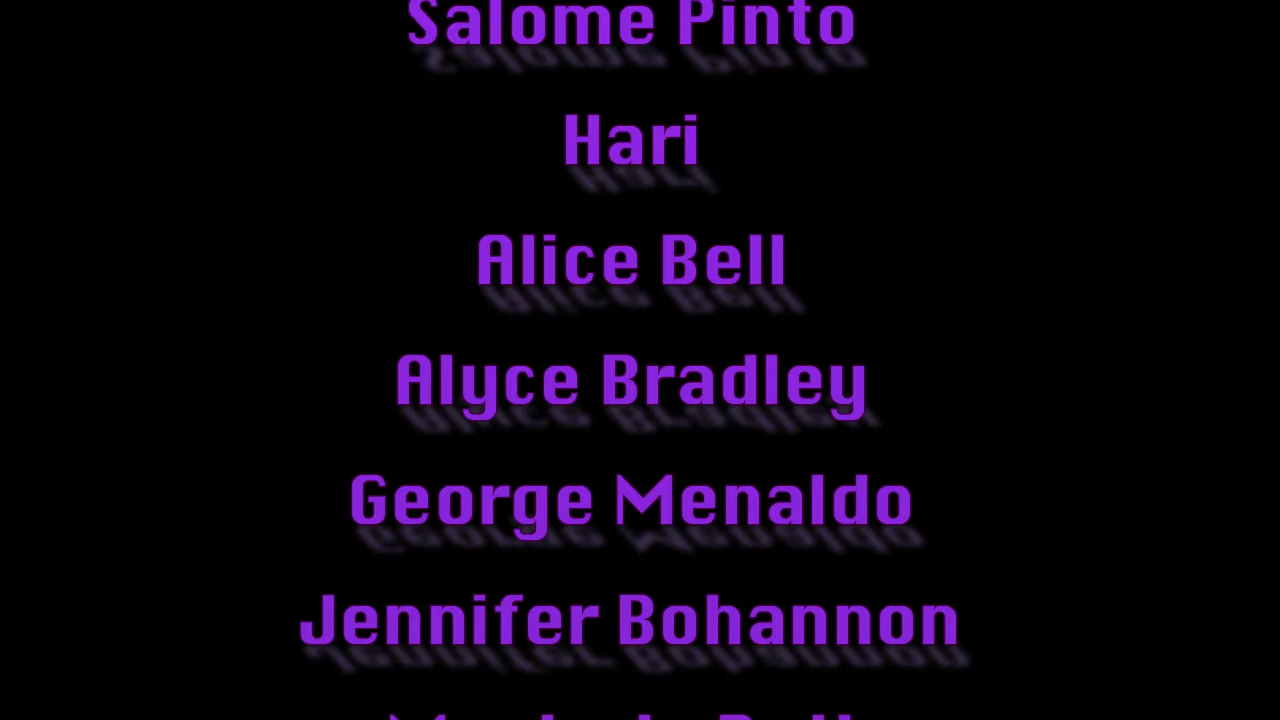 Salome Pinto
Hari
Alice Bell
Alyce Bradley
George Menaldo
Jennifer Bohannon